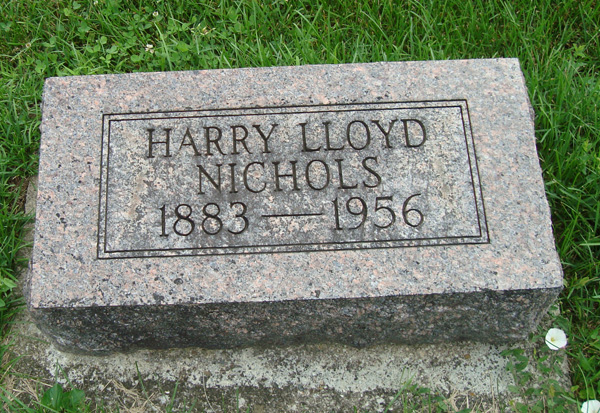 HARRY LLOYD
NICHOLS
1883 — 1956